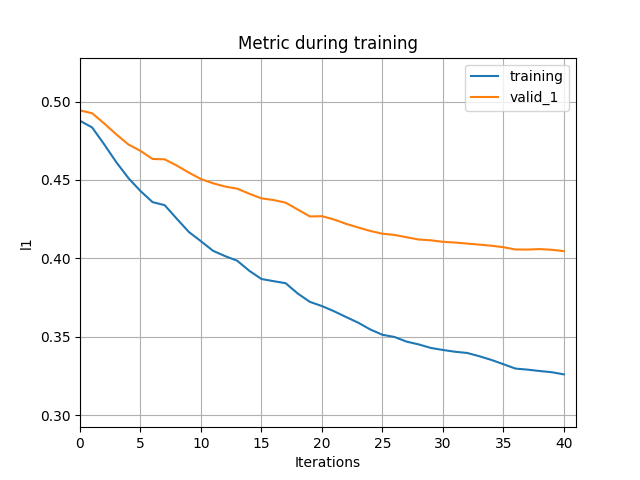 Metric during training
training
valid_1
0.50
0.45
0.40
0.35
0.30
l1
0 5 10 15 20 25 30 35 40
Iterations